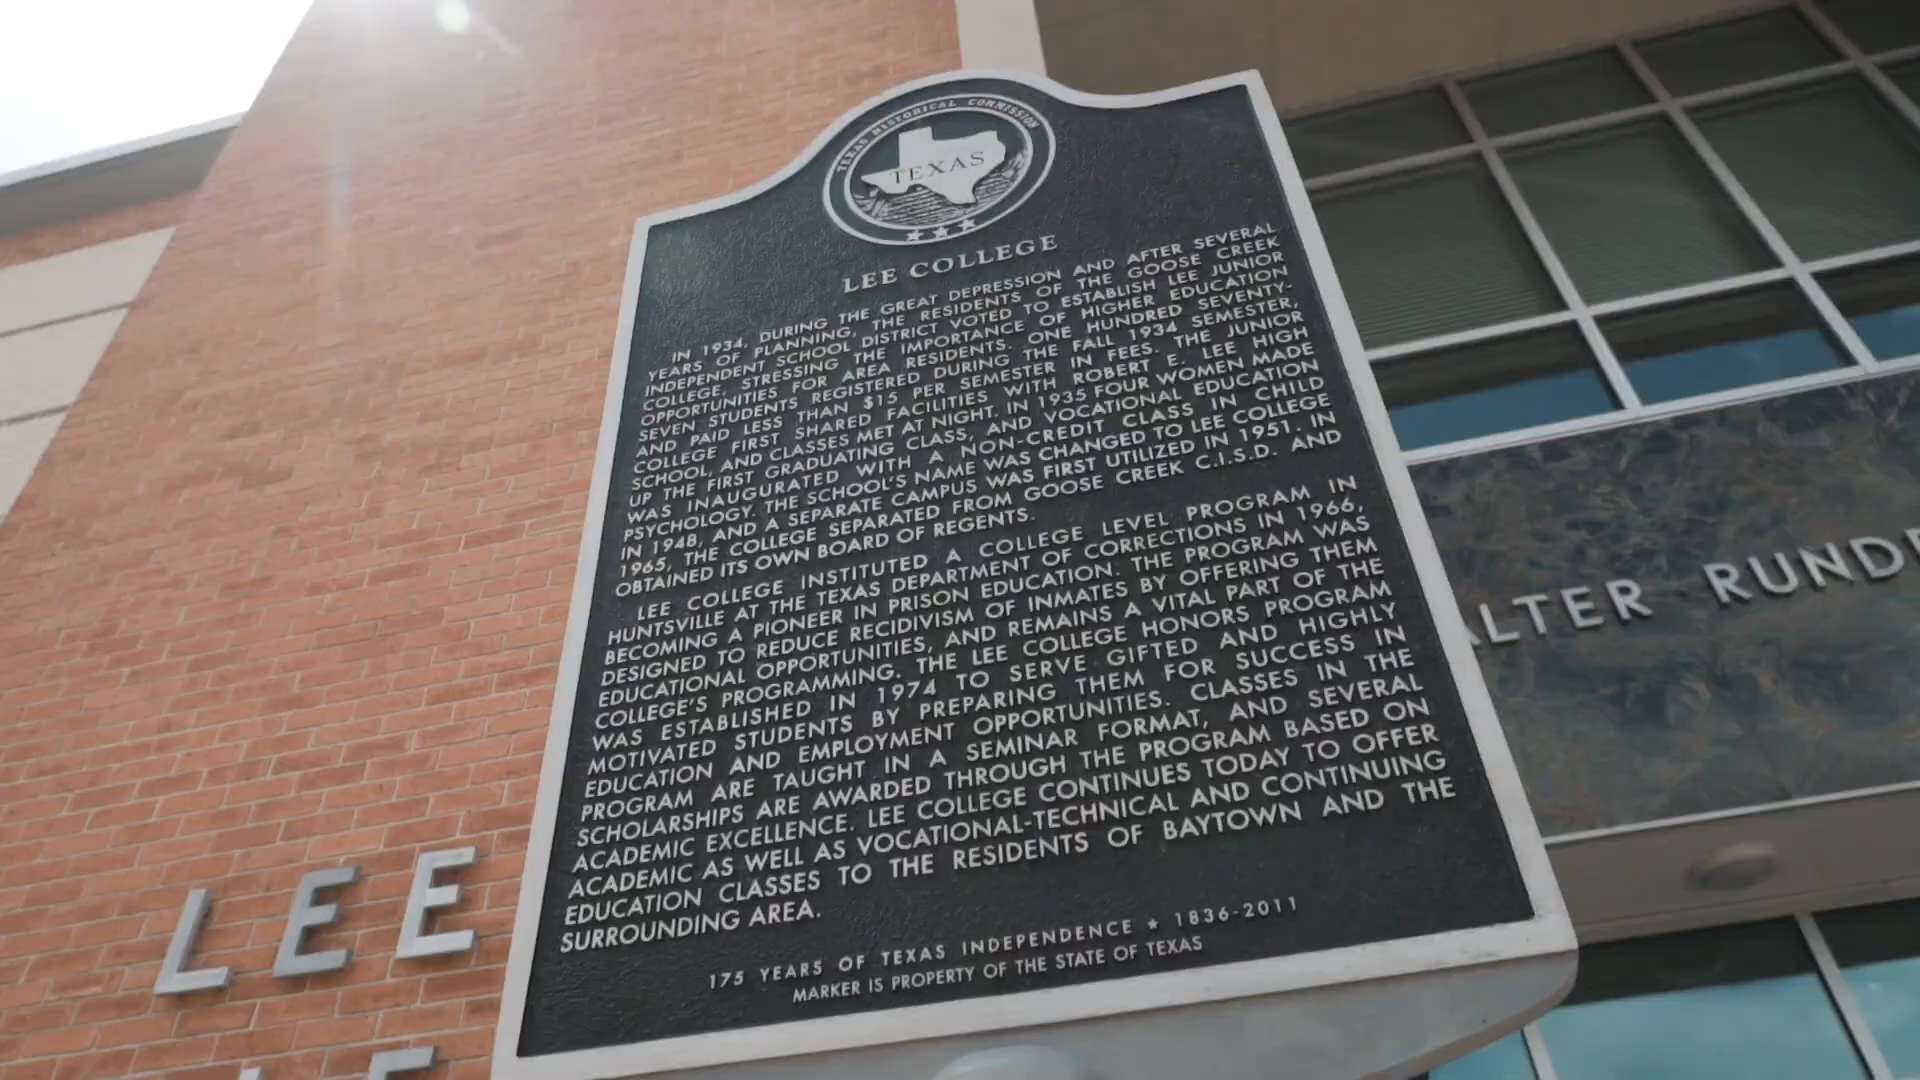 TEXAS HISTORICAL COMMISSION
TEXAS
LEE COLLEGE
IN 1934, DURING THE GREAT DEPRESSION AND AFTER SEVERAL
YEARS OF PLANNING, THE RESIDENTS OF THE GOOSE CREEK
INDEPENDENT SCHOOL DISTRICT VOTED TO ESTABLISH LEE JUNIOR
COLLEGE, STRESSING THE IMPORTANCE OF HIGHER EDUCATION
OPPORTUNITIES FOR AREA RESIDENTS. ONE HUNDRED SEVENTY-
SEVEN STUDENTS REGISTERED DURING THE FALL 1934 SEMESTER,
AND PAID LESS THAN $15 PER SEMESTER IN FEES. THE JUNIOR
COLLEGE FIRST SHARED FACILITIES WITH ROBERT E. LEE HIGH
SCHOOL, AND CLASSES MET AT NIGHT. IN 1935 FOUR WOMEN MADE
UP THE FIRST GRADUATING CLASS, AND VOCATIONAL EDUCATION
WAS INAUGURATED WITH A NON-CREDIT CLASS IN CHILD
PSYCHOLOGY. THE SCHOOL'S NAME WAS CHANGED TO LEE COLLEGE
IN 1948, AND A SEPARATE CAMPUS WAS FIRST UTILIZED IN 1951. IN
1965, THE COLLEGE SEPARATED FROM GOOSE CREEK C.I.S.D. AND
OBTAINED ITS OWN BOARD OF REGENTS.
LEE COLLEGE INSTITUTED A COLLEGE LEVEL PROGRAM IN
HUNTSVILLE AT THE TEXAS DEPARTMENT OF CORRECTIONS IN 1966,
BECOMING A PIONEER IN PRISON EDUCATION. THE PROGRAM WAS
DESIGNED TO REDUCE RECIDIVISM OF INMATES BY OFFERING THEM
EDUCATIONAL OPPORTUNITIES, AND REMAINS A VITAL PART OF THE
COLLEGE'S PROGRAMMING. THE LEE COLLEGE HONORS PROGRAM
WAS ESTABLISHED IN 1974 TO SERVE GIFTED AND HIGHLY
MOTIVATED STUDENTS BY PREPARING THEM FOR SUCCESS IN
EDUCATION AND EMPLOYMENT OPPORTUNITIES. CLASSES IN THE
PROGRAM ARE TAUGHT IN A SEMINAR FORMAT, AND SEVERAL
SCHOLARSHIPS ARE AWARDED THROUGH THE PROGRAM BASED ON
ACADEMIC EXCELLENCE. LEE COLLEGE CONTINUES TODAY TO OFFER
ACADEMIC AS WELL AS VOCATIONAL-TECHNICAL AND CONTINUING
EDUCATION CLASSES TO THE RESIDENTS OF BAYTOWN AND THE
SURROUNDING AREA.
175 YEARS OF TEXAS INDEPENDENCE ★ 1836-2011
MARKER IS PROPERTY OF THE STATE OF TEXAS
LEE
ALTER RUND